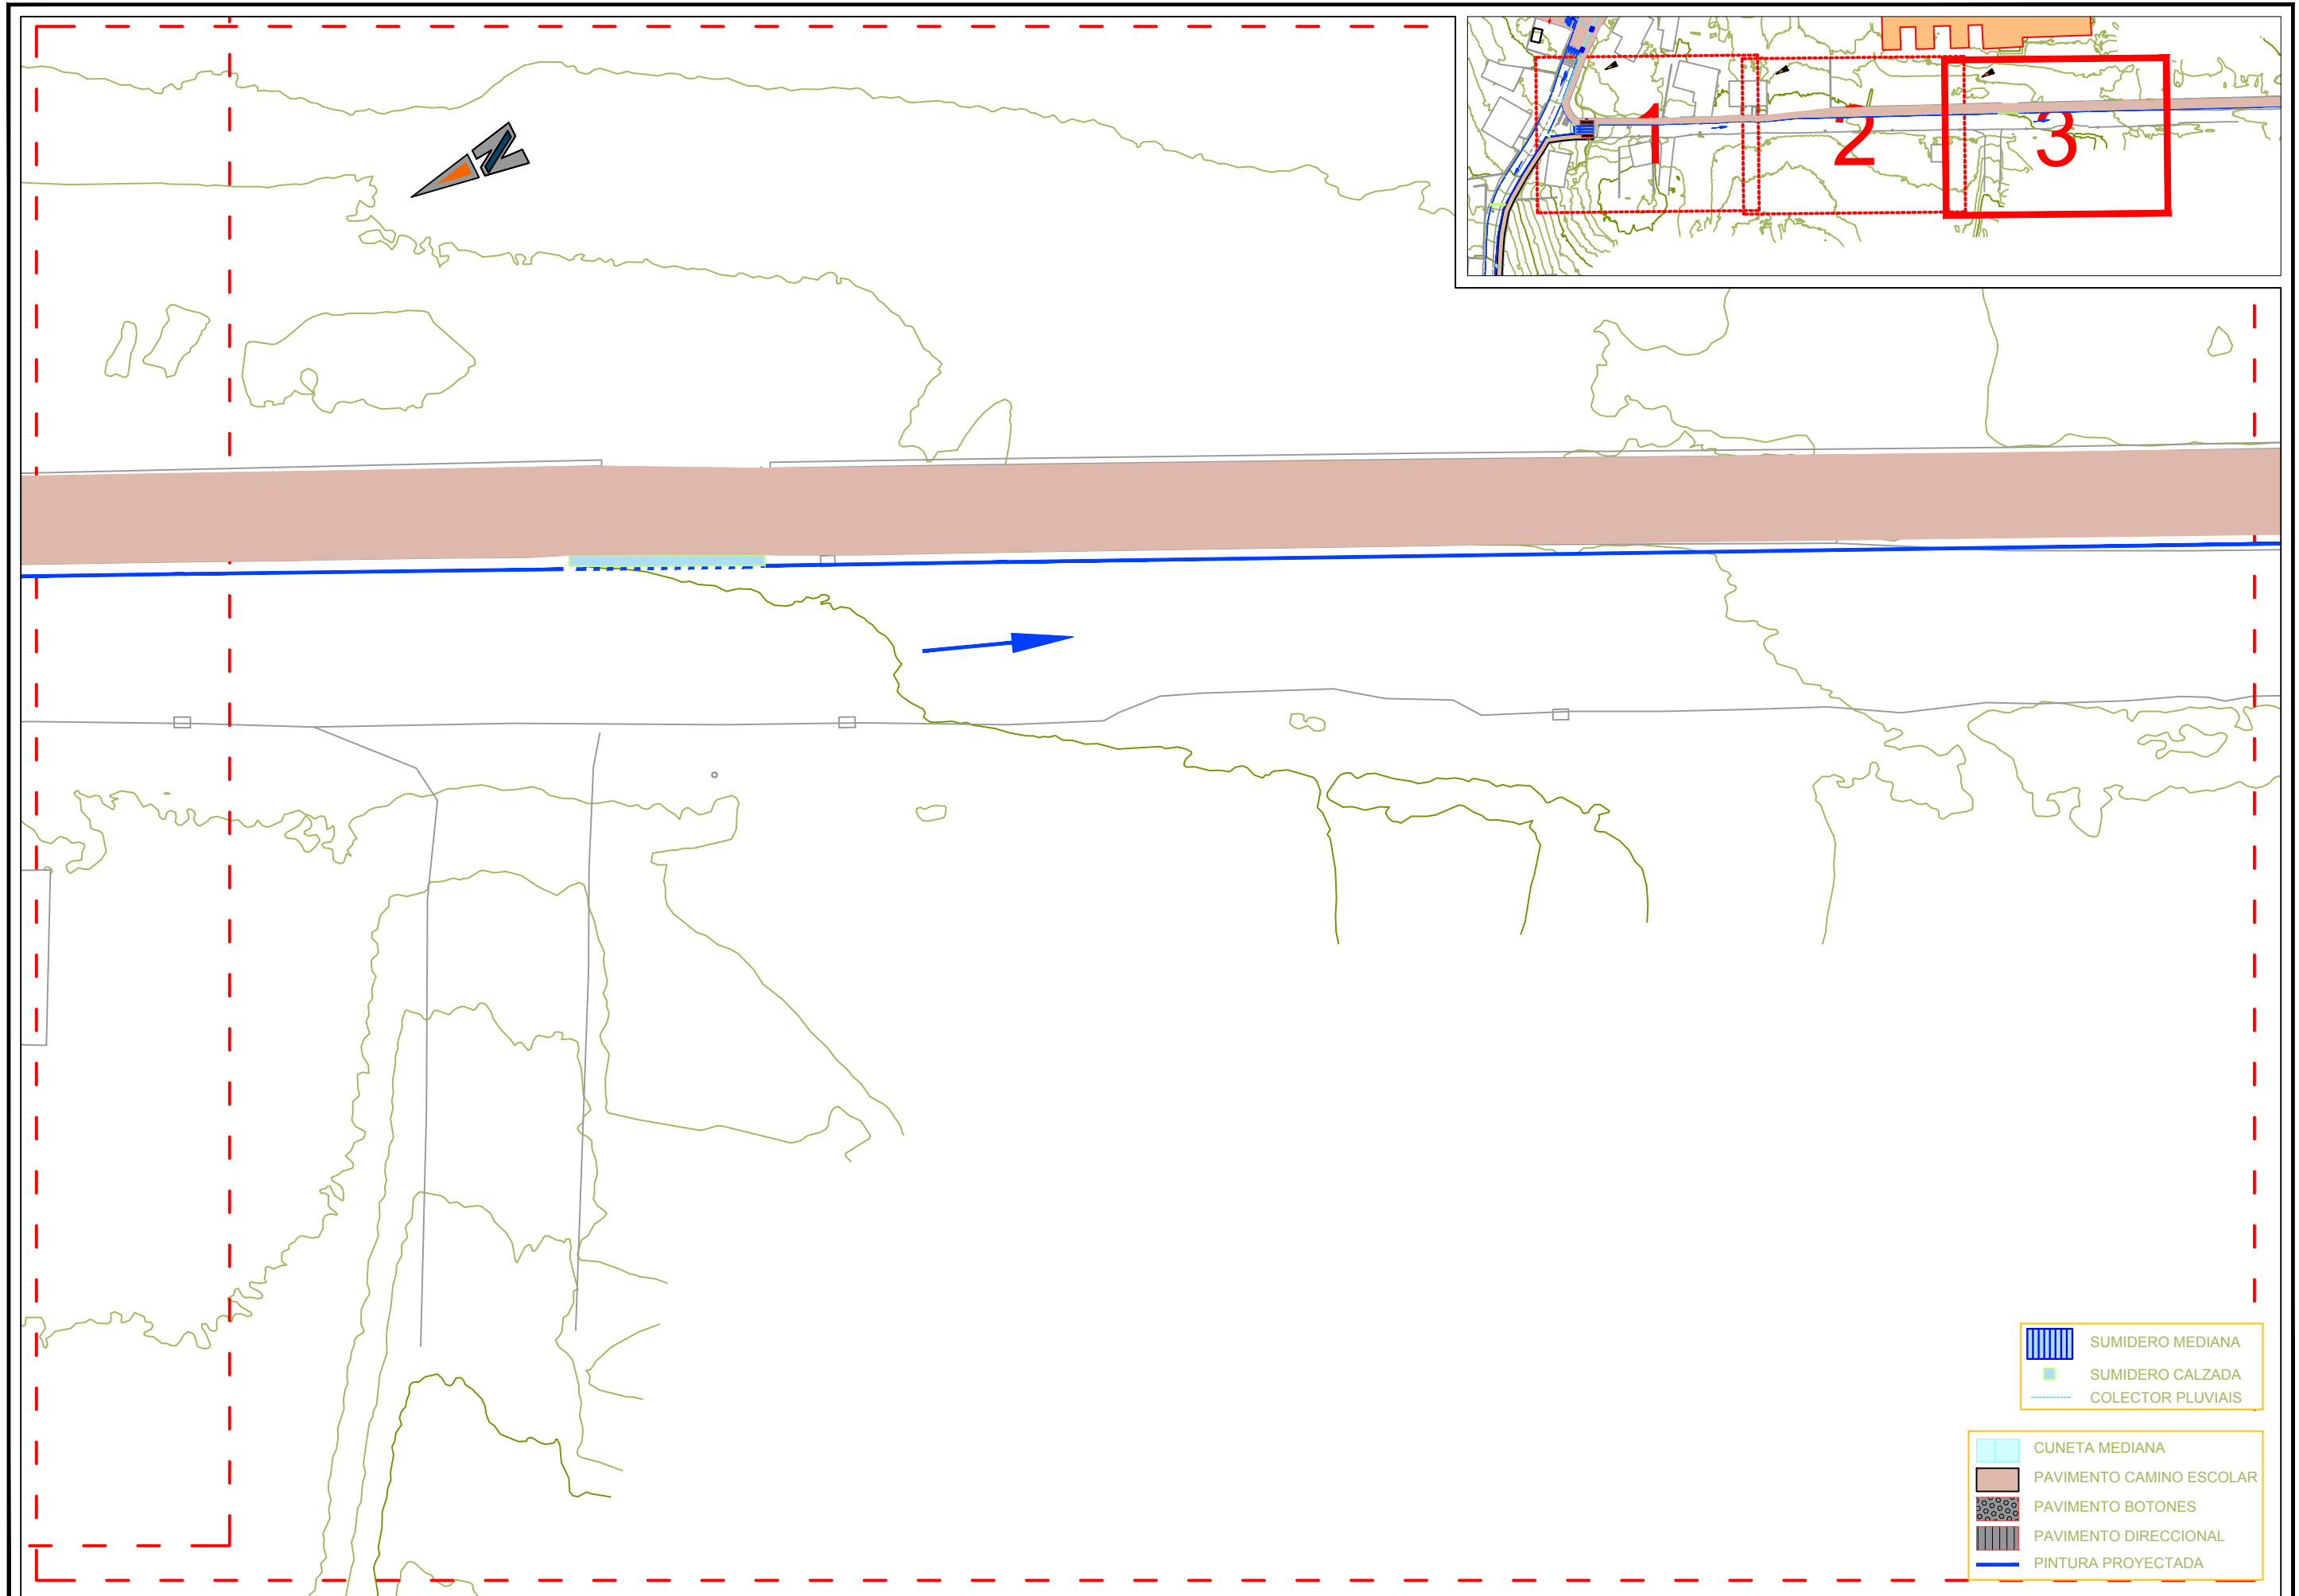 N
1
2
3
SUMIDERO MEDIANA
SUMIDERO CALZADA
COLECTOR PLUVIAIS
CUNETA MEDIANA
PAVIMENTO CAMINO ESCOLAR
PAVIMENTO BOTONES
PAVIMENTO DIRECCIONAL
PINTURA PROYECTADA